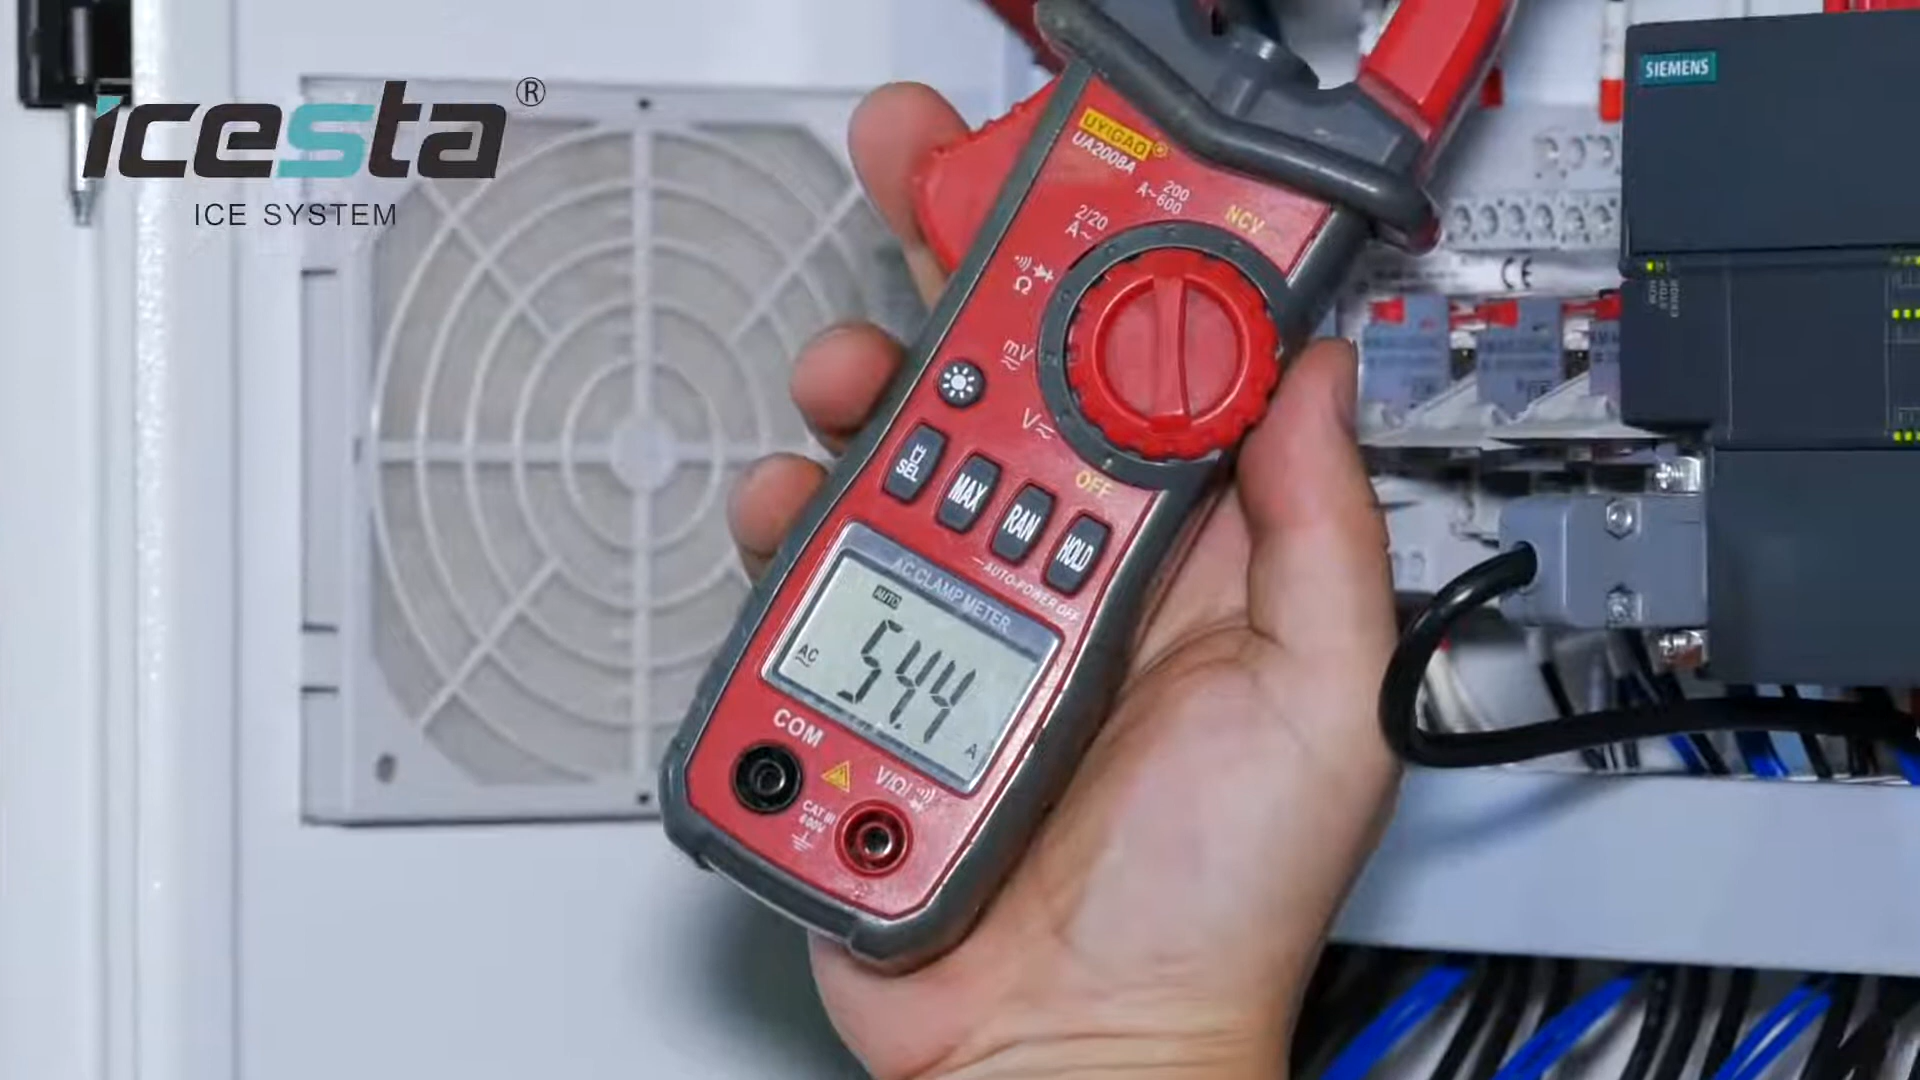 icesta®
ICE SYSTEM
SIEMENS
UYIGAO
UA2008A
200
A~600
2/20
A~
NCV
Ω
mV
V
OFF
SEL
MAX
RAN
HOLD
AUTO-POWER OFF
AC CLAMP METER
AUTO
AC
54.4
A
COM
V/Ω/
CAT III
600V
CE